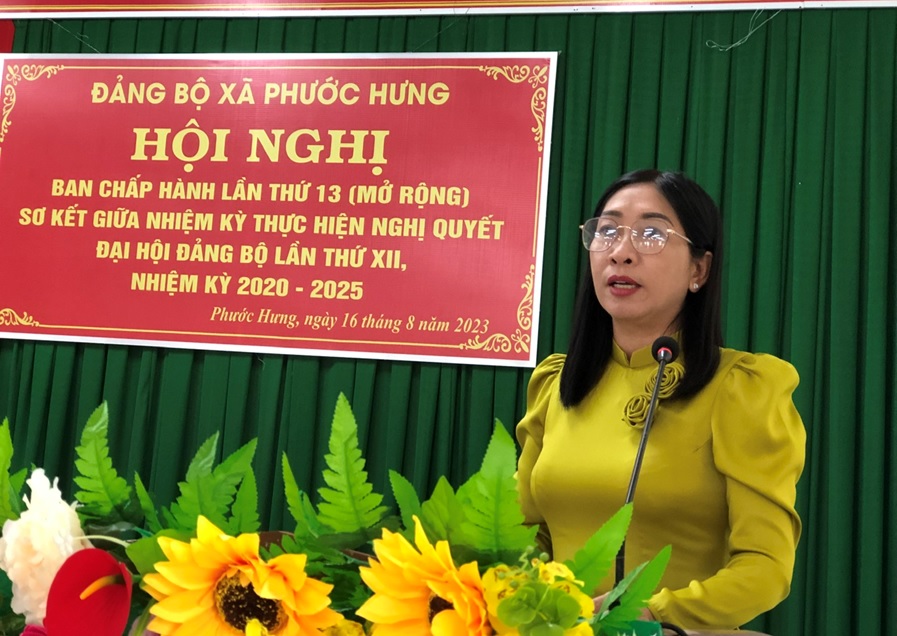 ĐẢNG BỘ XÃ PHƯỚC HƯNG
HỘI NGHỊ
BAN CHẤP HÀNH LẦN THỨ 13 (MỞ RỘNG)
SƠ KẾT GIỮA NHIỆM KỲ THỰC HIỆN NGHỊ QUYẾT
ĐẠI HỘI ĐẢNG BỘ LẦN THỨ XII,
NHIỆM KỲ 2020 - 2025
Phước Hưng, ngày 16 tháng 8 năm 2023